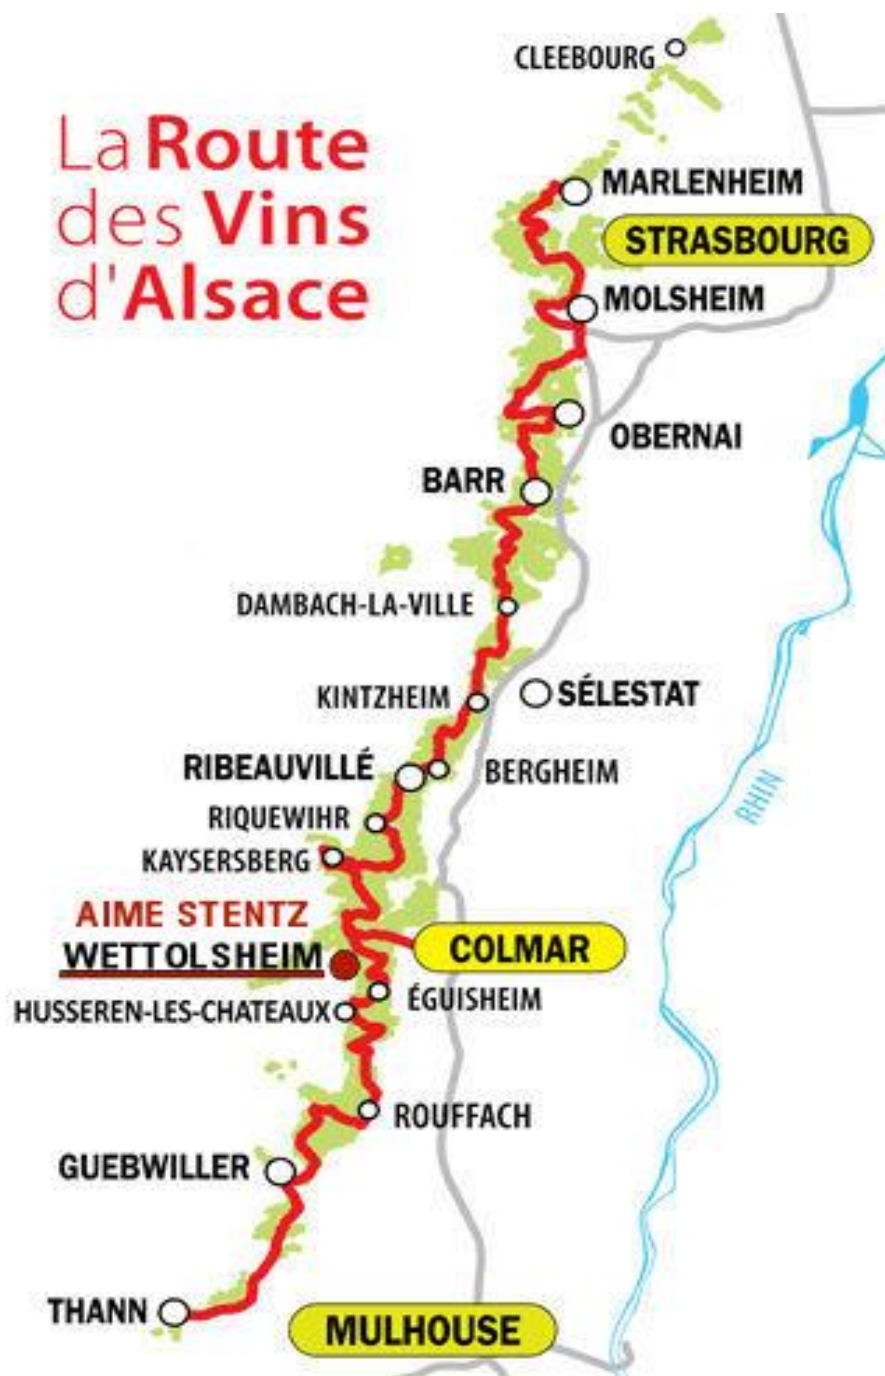 CLEEBOURG
La Route
des Vins
d'Alsace
MARLENHEIM
STRASBOURG
MOLSHEIM
OBERNAI
BARR
DAMBACH-LA-VILLE
KINTZHEIM
SÉLESTAT
RIBEAUVILLÉ
BERGHEIM
RHIN
RIQUEWIHR
KAYSERSBERG
AIME STENTZ
WETTOLSHEIM
COLMAR
ÉGUISHEIM
HUSSEREN-LES-CHATEAUX
ROUFFACH
GUEBWILLER
THANN
MULHOUSE